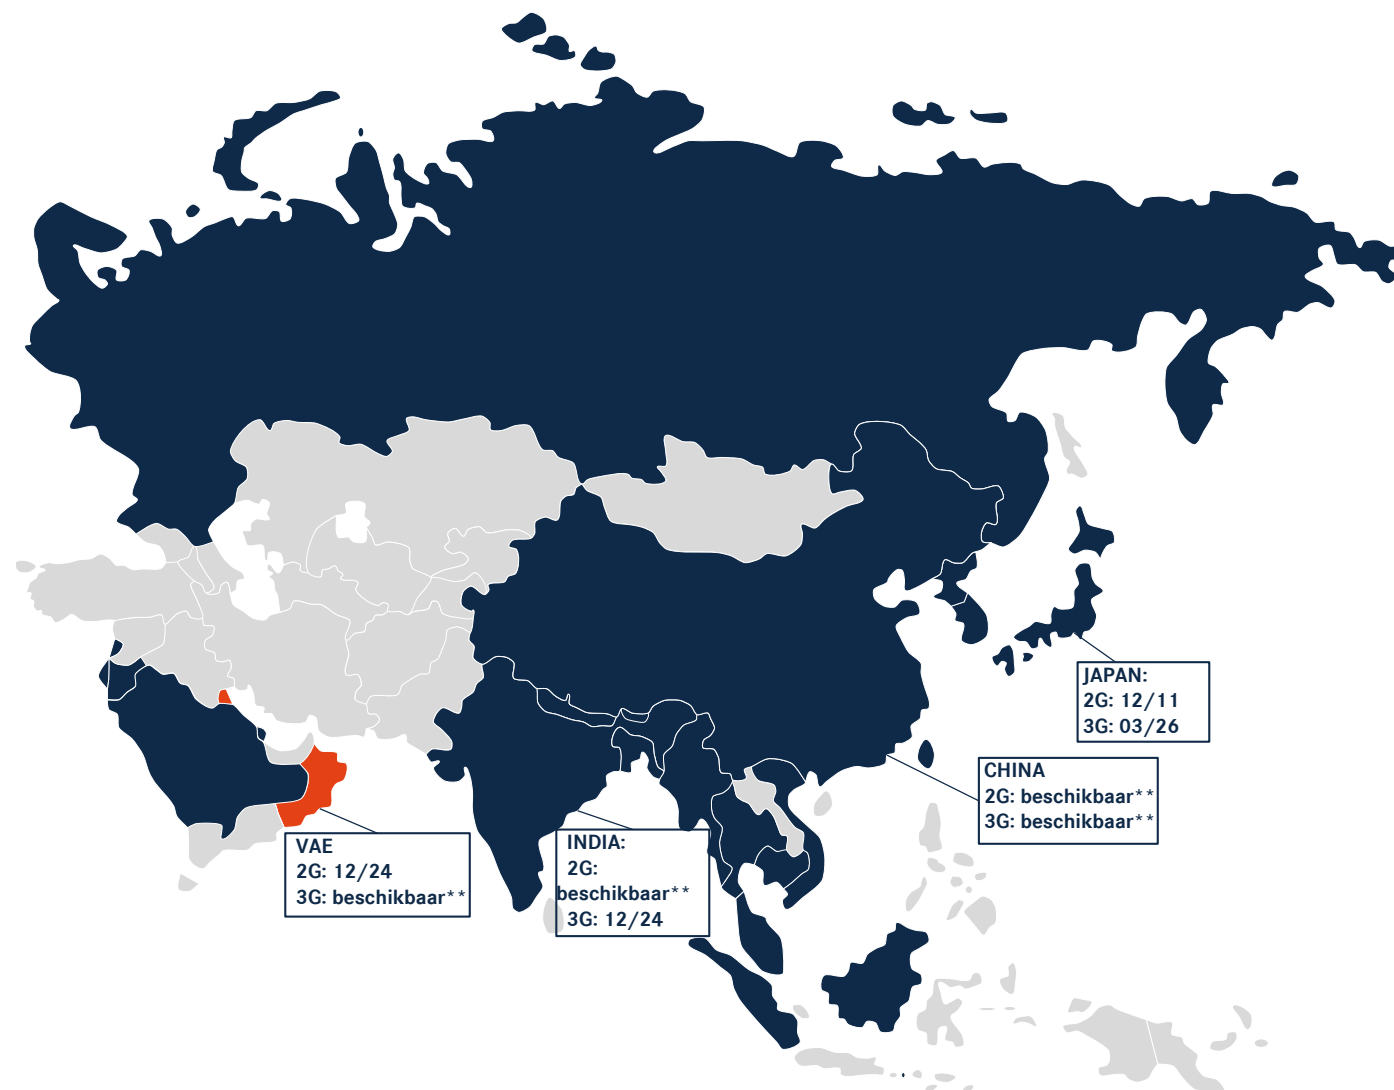 JAPAN:
2G: 12/11
3G: 03/26
CHINA
2G: beschikbaar**
3G: beschikbaar**
VAE
2G: 12/24
3G: beschikbaar**
INDIA:
2G:
beschikbaar**
3G: 12/24